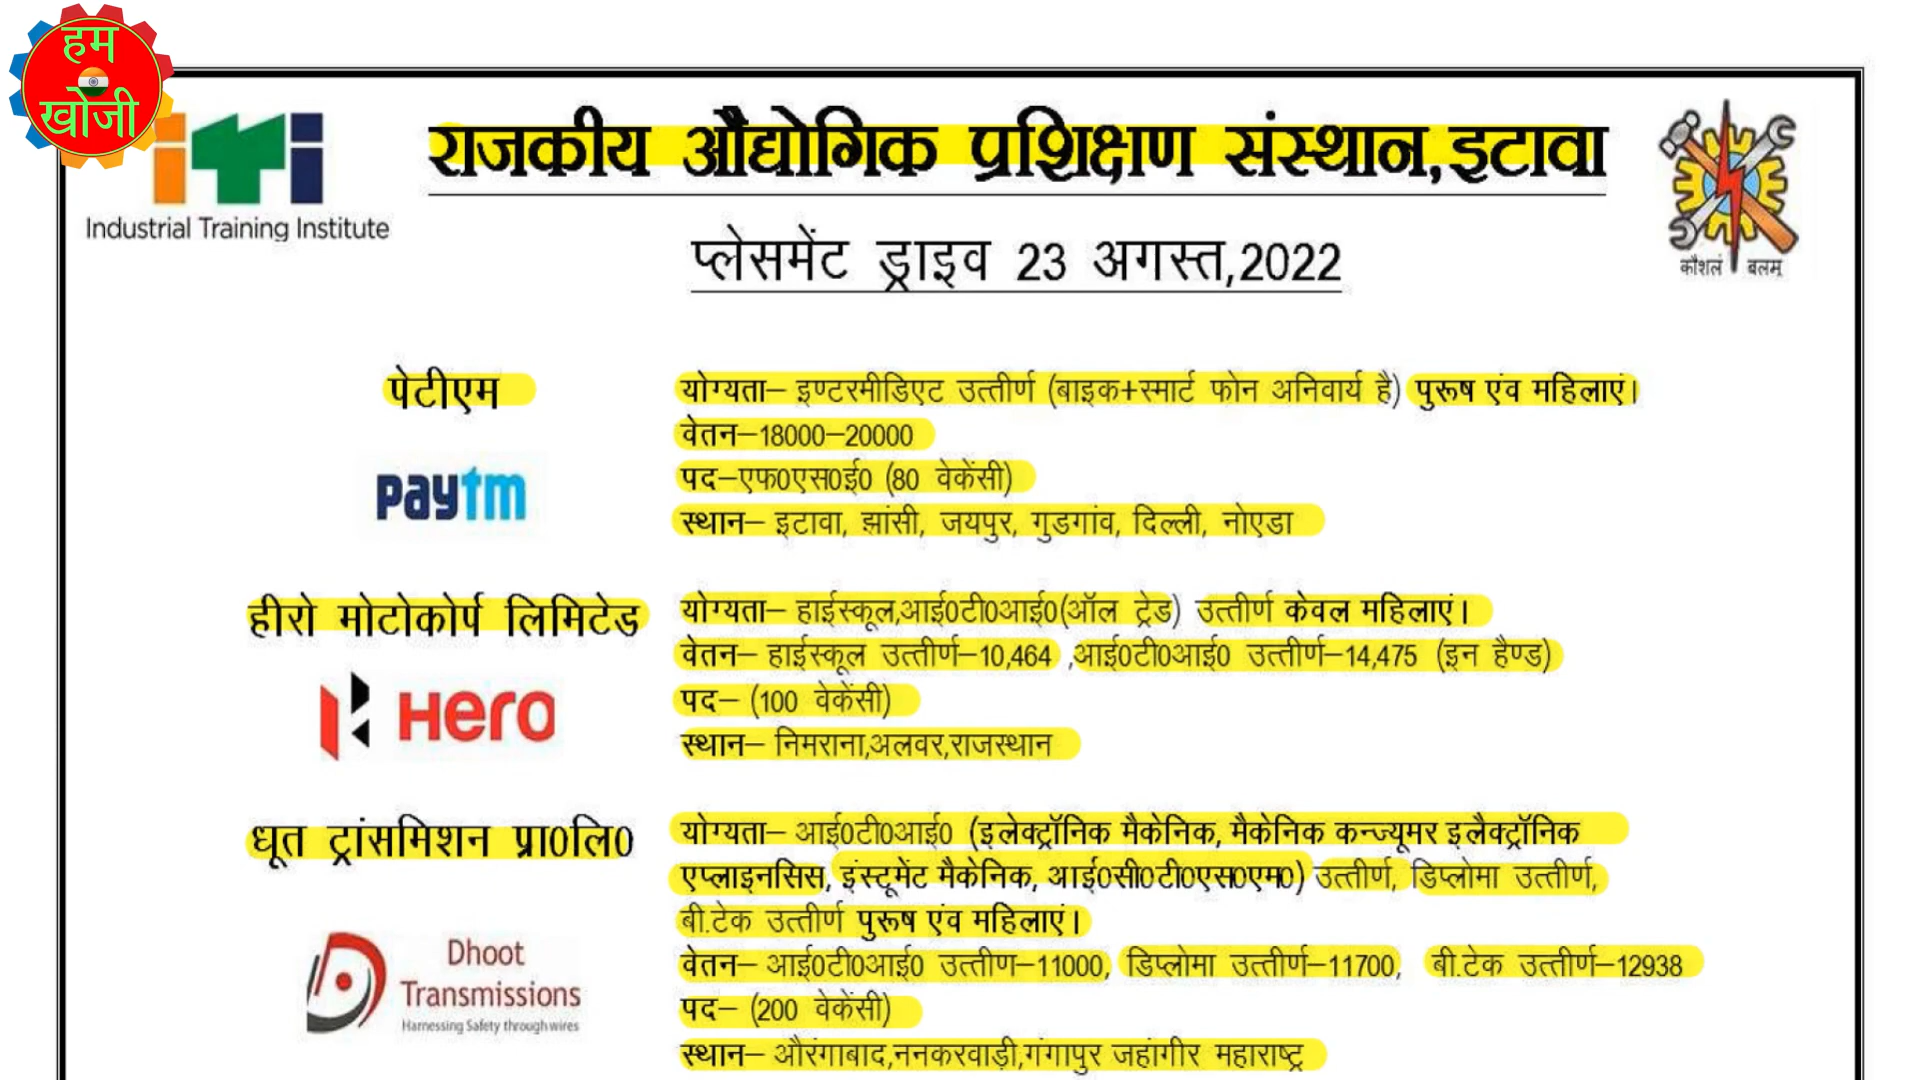 हम
खोजी
iTi
Industrial Training Institute
राजकीय औद्योगिक प्रशिक्षण संस्थान,इटावा
प्लेसमेंट ड्राइव 23 अगस्त,2022
कौशलं बलम्
पेटीएम
paytm
योग्यता– इण्टरमीडिएट उत्तीर्ण (बाइक+स्मार्ट फोन अनिवार्य है) पुरूष एंव महिलाएं।
वेतन–18000–20000
पद–एफ0एस0ई0 (80 वेकेंसी)
स्थान– इटावा, झांसी, जयपुर, गुडगांव, दिल्ली, नोएडा
हीरो मोटोकोर्प लिमिटेड
Hero
योग्यता– हाईस्कूल,आई0टी0आई0(ऑल ट्रेड) उत्तीर्ण केवल महिलाएं।
वेतन– हाईस्कूल उत्तीर्ण–10,464 ,आई0टी0आई0 उत्तीर्ण–14,475 (इन हैण्ड)
पद– (100 वेकेंसी)
स्थान– निमराना,अलवर,राजस्थान
धूत ट्रांसमिशन प्रा0लि0
Dhoot
Transmissions
Harnessing Safety through wires
योग्यता– आई0टी0आई0 (इलेक्ट्रॉनिक मैकेनिक, मैकेनिक कन्ज्यूमर इलैक्ट्रॉनिक
एप्लाइनसिस, इंस्टूमेंट मैकेनिक, आई0सी0टी0एस0एम0) उत्तीर्ण, डिप्लोमा उत्तीर्ण,
बी.टेक उत्तीर्ण पुरूष एंव महिलाएं।
वेतन– आई0टी0आई0 उत्तीण–11000, डिप्लोमा उत्तीर्ण–11700, बी.टेक उत्तीर्ण–12938
पद– (200 वेकेंसी)
स्थान– औरंगाबाद,ननकरवाड़ी,गंगापुर जहांगीर महाराष्ट्र